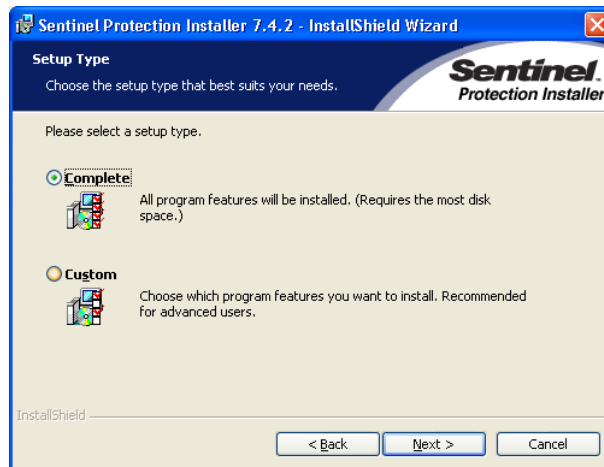 Sentinel Protection Installer 7.4.2 - InstallShield Wizard
Setup Type
Choose the setup type that best suits your needs.
Sentinel.
Protection Installer
Please select a setup type.
Complete
All program features will be installed. (Requires the most disk
space.)
Custom
Choose which program features you want to install. Recommended
for advanced users.
InstallShield
< Back
Next >
Cancel